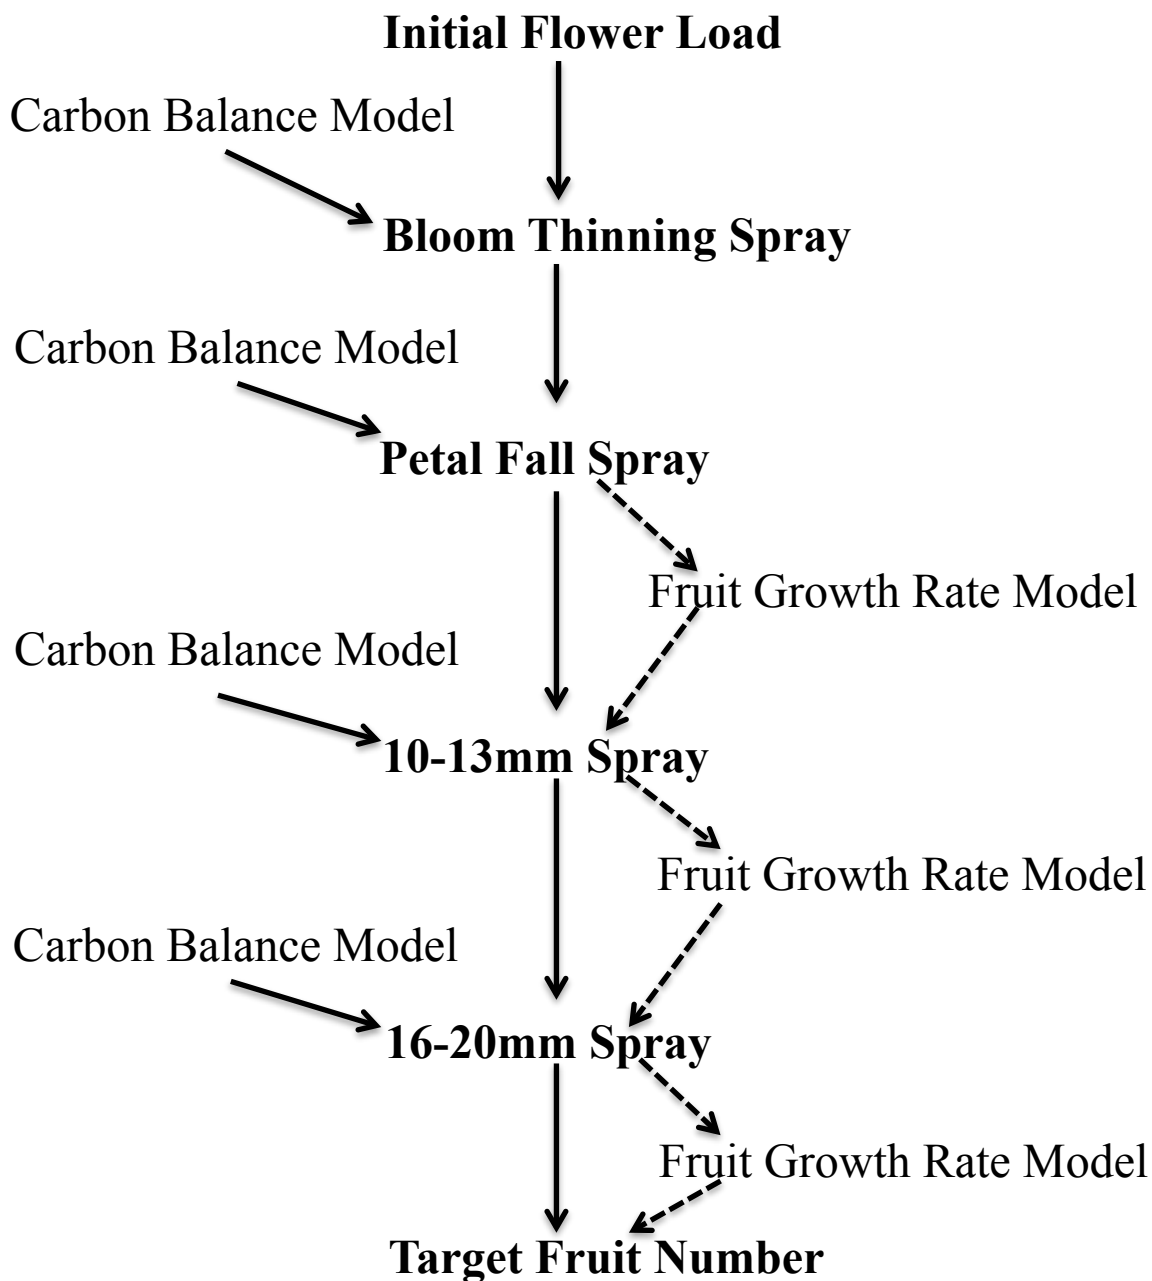 Initial Flower Load
Carbon Balance Model
Bloom Thinning Spray
Carbon Balance Model
Petal Fall Spray
Fruit Growth Rate Model
Carbon Balance Model
10-13mm Spray
Fruit Growth Rate Model
Carbon Balance Model
16-20mm Spray
Fruit Growth Rate Model
Target Fruit Number